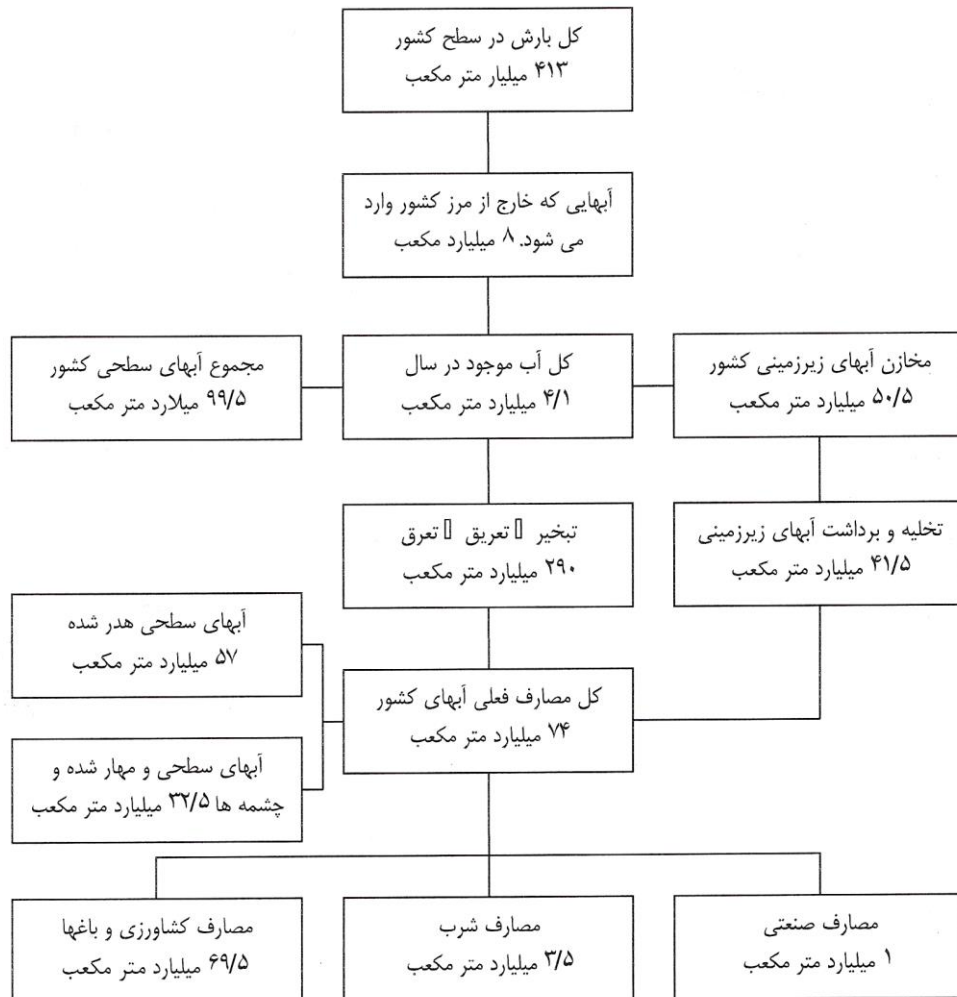 کل بارش در سطح کشور
۴۱۳ میلیار متر مکعب
آبهایی که خارج از مرز کشور وارد
می شود. ۸ میلیارد مکعب
مخازن آبهای زیرزمینی کشور
۵۰/۵ میلیارد متر مکعب
کل آب موجود در سال
۴/۱ میلیارد متر مکعب
مجموع آبهای سطحی کشور
۹۹/۵ میلارد متر مکعب
تخلیه و برداشت آبهای زیرزمینی
۴۱/۵ میلیارد متر مکعب
تبخیر ▯ تعریق ▯ تعرق
۲۹۰ میلیارد متر مکعب
آبهای سطحی هدر شده
۵۷ میلیارد متر مکعب
کل مصارف فعلی آبهای کشور
۷۴ میلیارد متر مکعب
آبهای سطحی و مهار شده و
چشمه ها ۳۲/۵ میلیارد متر مکعب
مصارف صنعتی
۱ میلیارد متر مکعب
مصارف شرب
۳/۵ میلیارد متر مکعب
مصارف کشاورزی و باغها
۶۹/۵ میلیارد متر مکعب